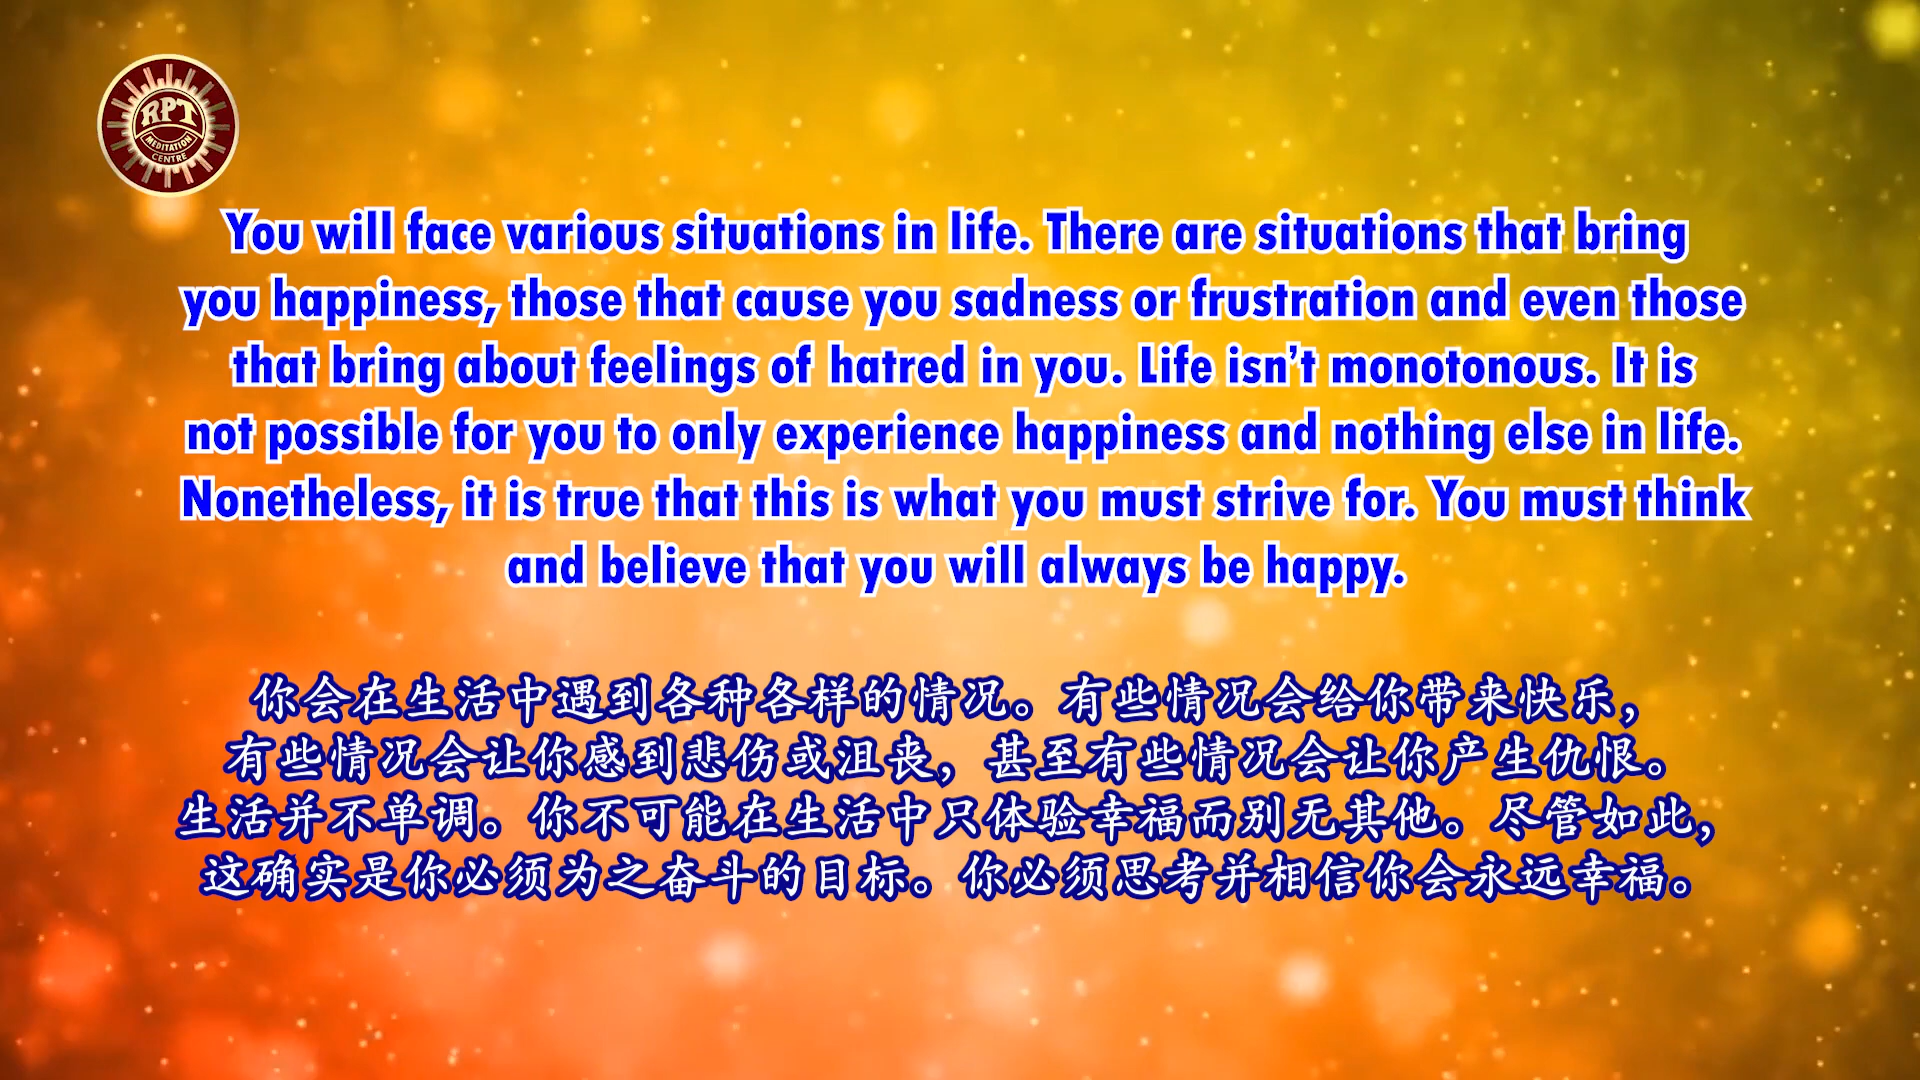 RPT
MEDITATION
CENTRE
You will face various situations in life. There are situations that bring
you happiness, those that cause you sadness or frustration and even those
that bring about feelings of hatred in you. Life isn’t monotonous. It is
not possible for you to only experience happiness and nothing else in life.
Nonetheless, it is true that this is what you must strive for. You must think
and believe that you will always be happy.
你会在生活中遇到各种各样的情况。有些情况会给你带来快乐，
有些情况会让你感到悲伤或沮丧，甚至有些情况会让你产生仇恨。
生活并不单调。你不可能在生活中只体验幸福而别无其他。尽管如此，
这确实是你必须为之奋斗的目标。你必须思考并相信你会永远幸福。